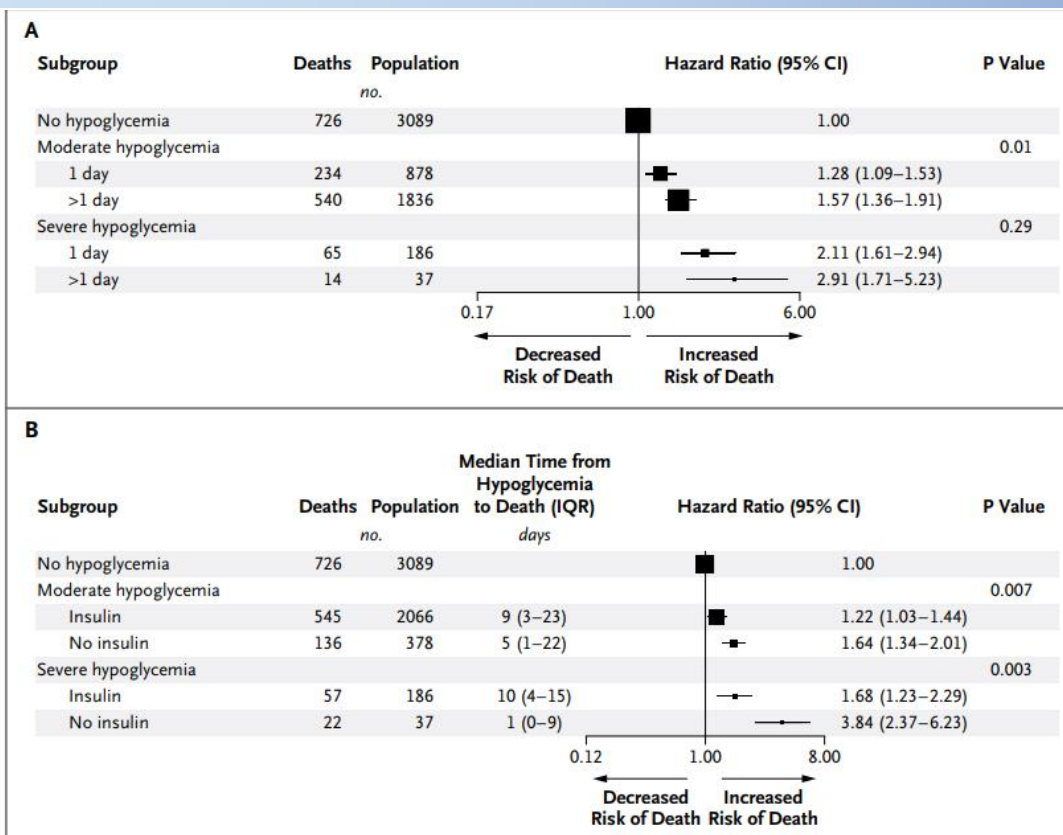 A
Subgroup Deaths Population Hazard Ratio (95% CI) P Value
no.
No hypoglycemia 726 3089 1.00
Moderate hypoglycemia 0.01
1 day 234 878 1.28 (1.09–1.53)
>1 day 540 1836 1.57 (1.36–1.91)
Severe hypoglycemia 0.29
1 day 65 186 2.11 (1.61–2.94)
>1 day 14 37 2.91 (1.71–5.23)
0.17 1.00 6.00
Decreased Increased
Risk of Death Risk of Death
B
Median Time from
Hypoglycemia
Subgroup Deaths Population to Death (IQR) Hazard Ratio (95% CI) P Value
no. days
No hypoglycemia 726 3089 1.00
Moderate hypoglycemia 0.007
Insulin 545 2066 9 (3–23) 1.22 (1.03–1.44)
No insulin 136 378 5 (1–22) 1.64 (1.34–2.01)
Severe hypoglycemia 0.003
Insulin 57 186 10 (4–15) 1.68 (1.23–2.29)
No insulin 22 37 1 (0–9) 3.84 (2.37–6.23)
0.12 1.00 8.00
Decreased Increased
Risk of Death Risk of Death